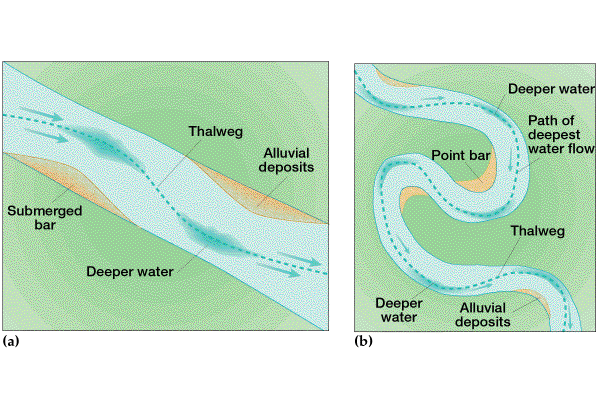 Thalweg
Alluvial
deposits
Submerged
bar
Deeper water
(a)
Deeper water
Path of
deepest
water flow
Point bar
Thalweg
Deeper
water
Alluvial
deposits
(b)